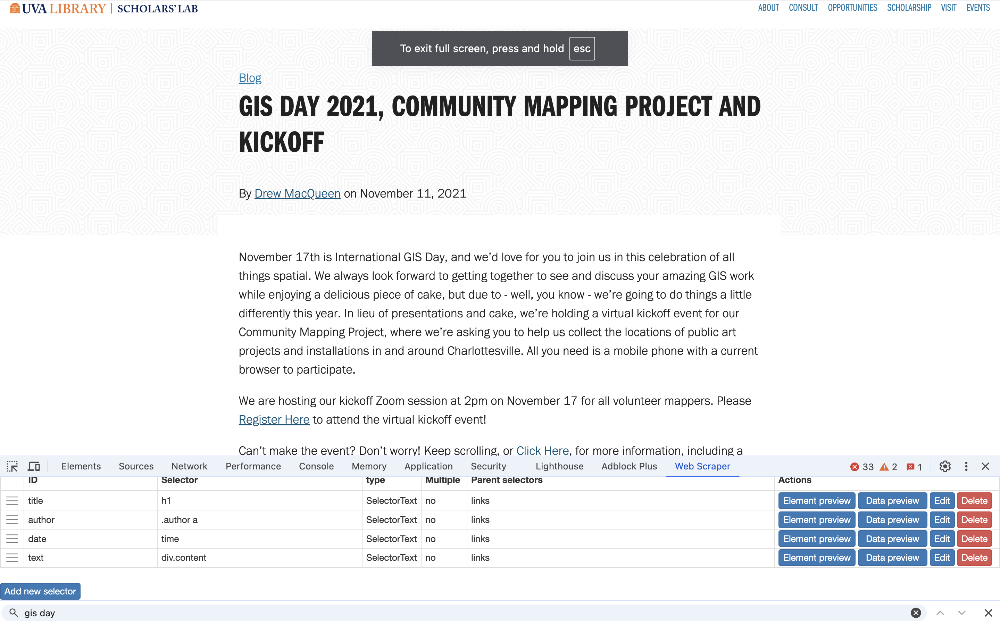 UVA LIBRARY | SCHOLARS' LAB
ABOUT CONSULT OPPORTUNITIES SCHOLARSHIP VISIT EVENTS
To exit full screen, press and hold esc
Blog
GIS DAY 2021, COMMUNITY MAPPING PROJECT AND
KICKOFF
By Drew MacQueen on November 11, 2021
November 17th is International GIS Day, and we’d love for you to join us in this celebration of all
things spatial. We always look forward to getting together to see and discuss your amazing GIS work
while enjoying a delicious piece of cake, but due to - well, you know - we’re going to do things a little
differently this year. In lieu of presentations and cake, we’re holding a virtual kickoff event for our
Community Mapping Project, where we’re asking you to help us collect the locations of public art
projects and installations in and around Charlottesville. All you need is a mobile phone with a current
browser to participate.
We are hosting our kickoff Zoom session at 2pm on November 17 for all volunteer mappers. Please
Register Here to attend the virtual kickoff event!
Can’t make the event? Don’t worry! Keep scrolling, or Click Here, for more information, including a
Elements Sources Network Performance Console Memory Application Security Lighthouse Adblock Plus Web Scraper 33 2 1
ID Selector type Multiple Parent selectors Actions
title h1 SelectorText no links Element preview Data preview Edit Delete
author .author a SelectorText no links Element preview Data preview Edit Delete
date time SelectorText no links Element preview Data preview Edit Delete
text div.content SelectorText no links Element preview Data preview Edit Delete
Add new selector
gis day